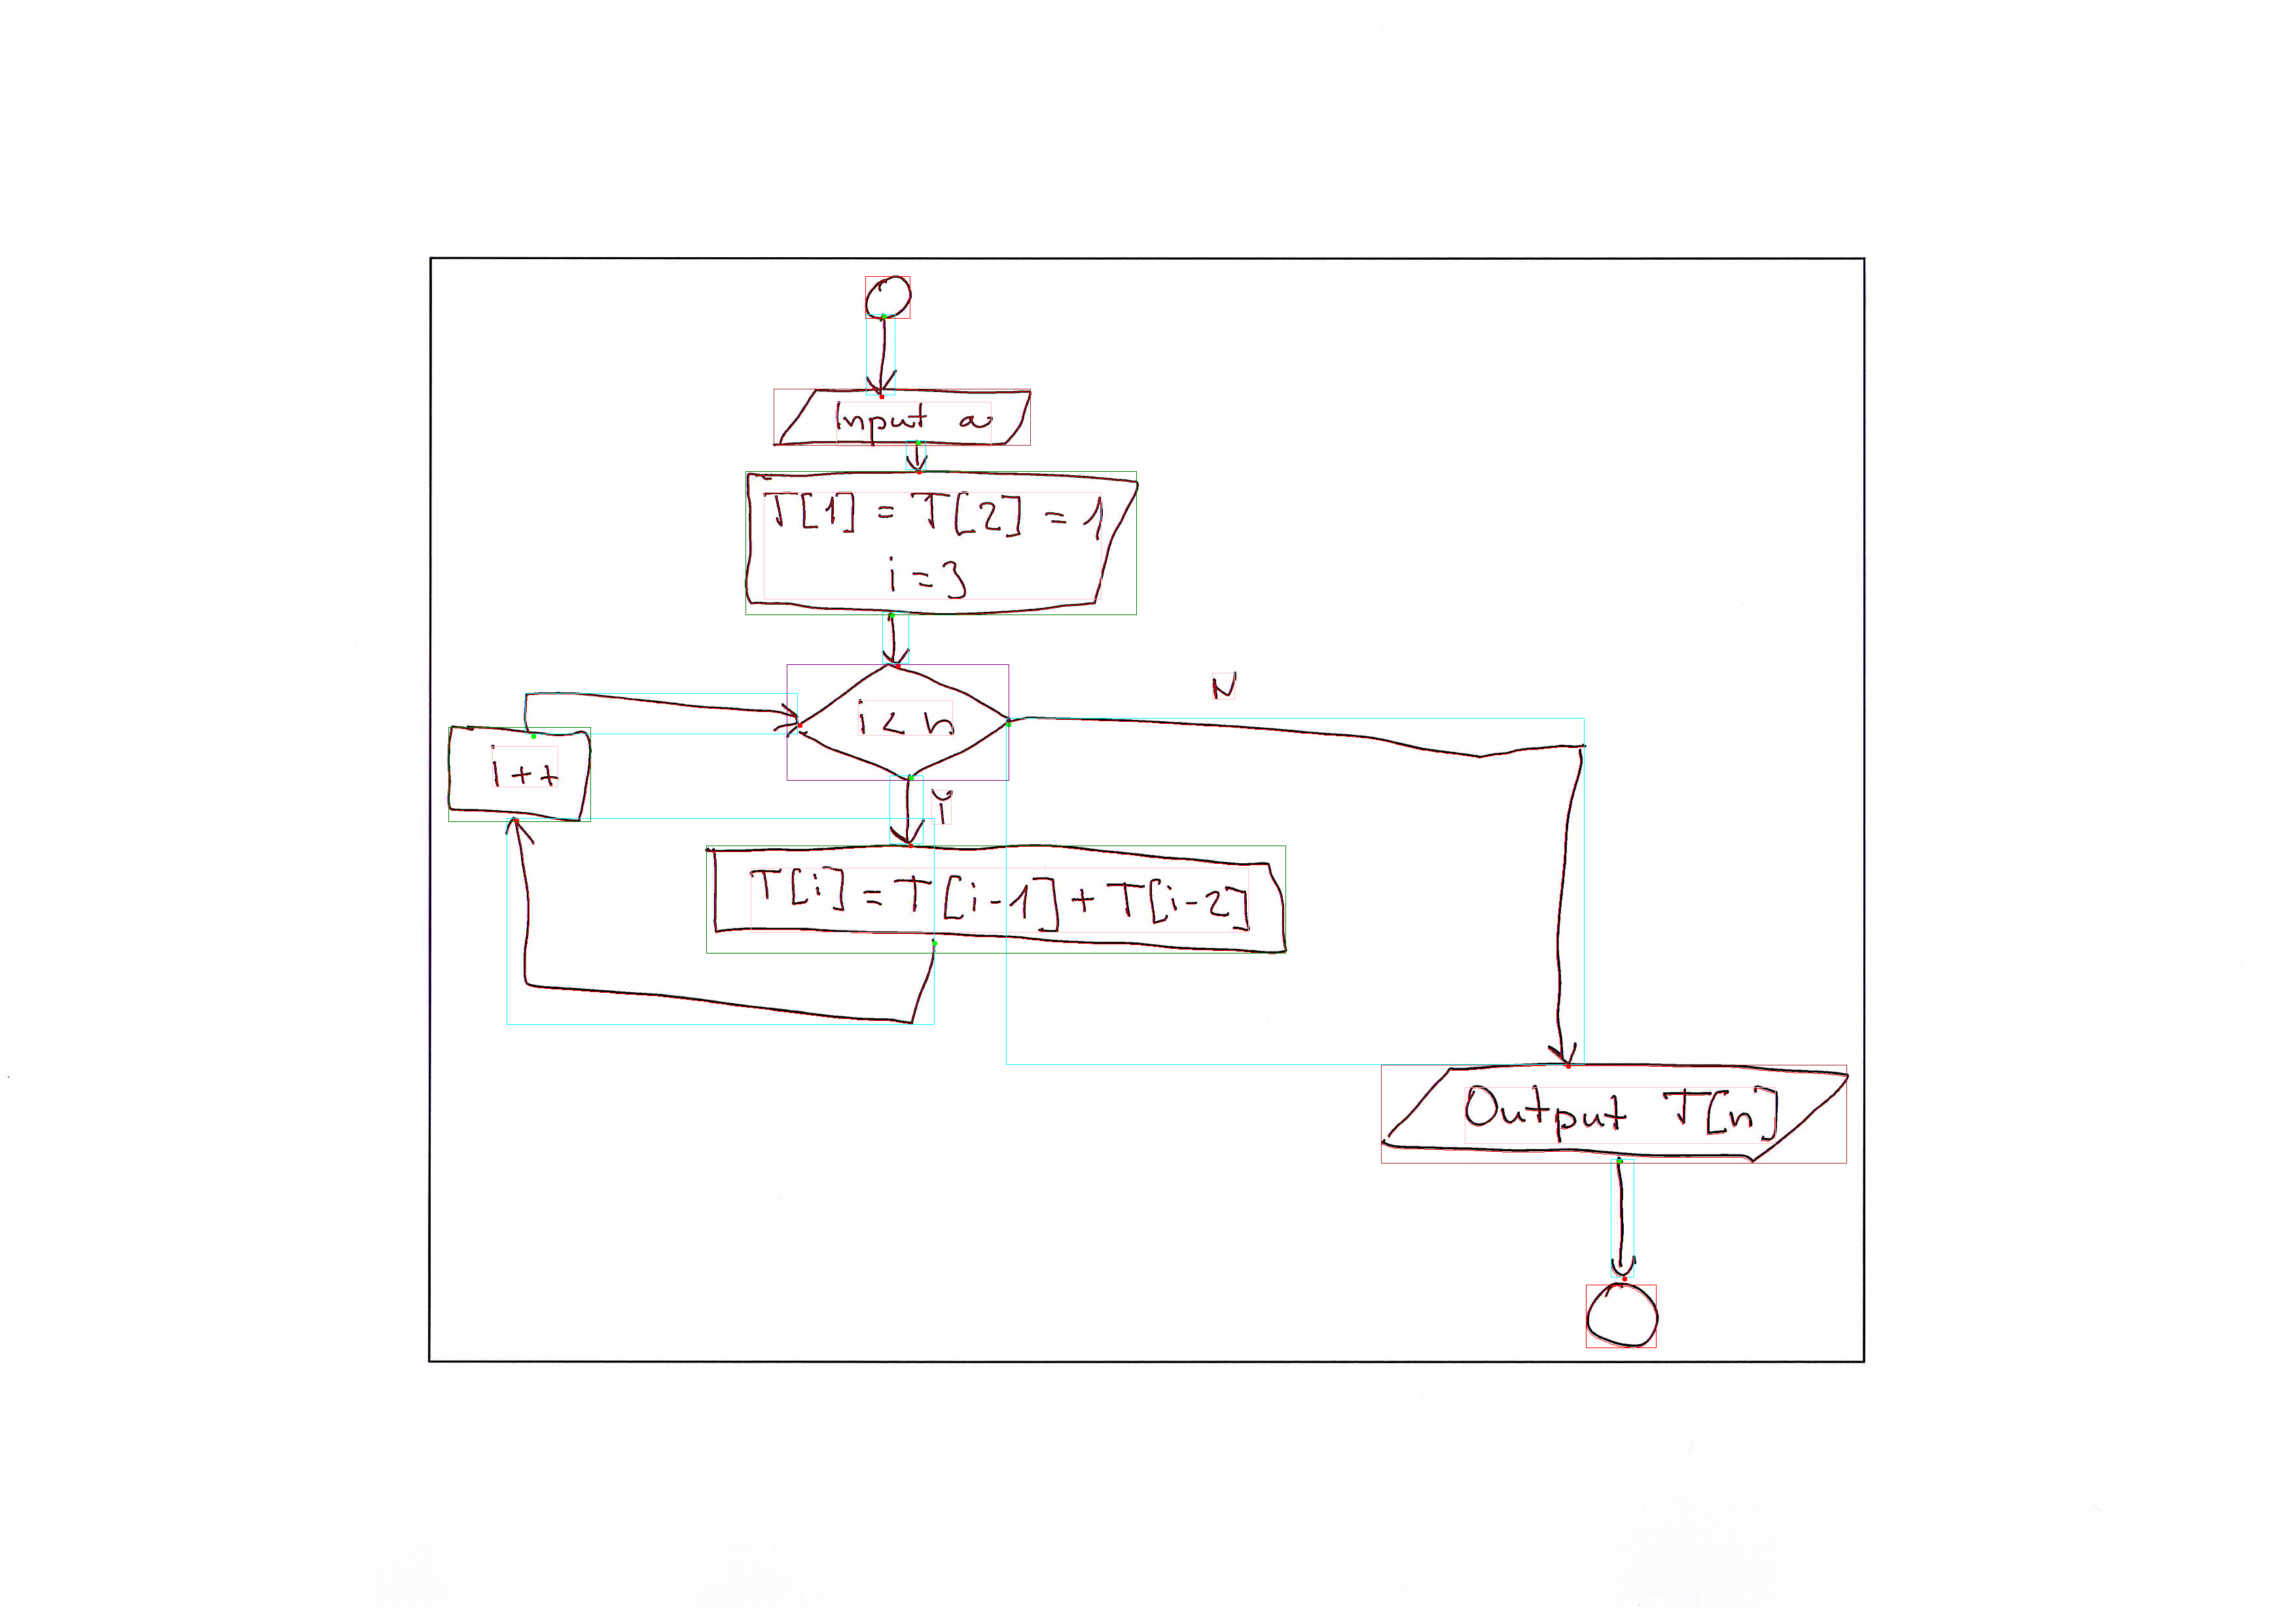 Input a
T[1] = T[2] = 1
i = 3
N
i < n
i++
Y
T[i] = T[i-1] + T[i-2]
Output T[n]